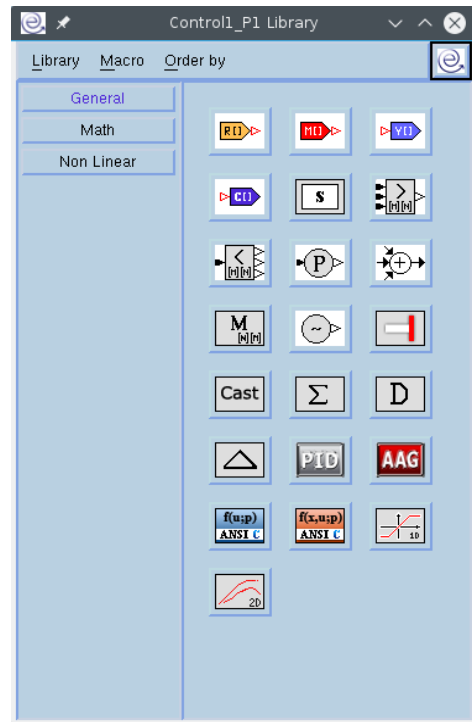 Control1_P1 Library
Library Macro Order by
General
Math
Non Linear
R[] M[] Y[]
C[] S [M][M]
[M][M] P
M [N][M] ~
Cast Σ D
PID AAG
f(u;p) ANSI C f(x,u;p) ANSI C 1D
2D